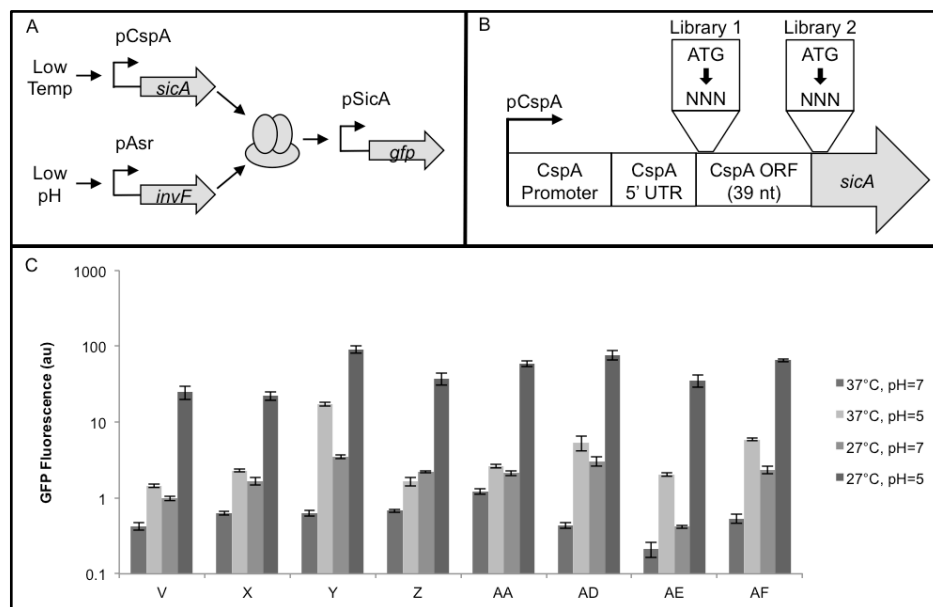 A
pCspA
Low
Temp
sicA
pSicA
pAsr
gfp
Low
pH
invF
B
Library 1
Library 2
ATG
ATG
NNN
NNN
pCspA
CspA
Promoter
CspA
5’ UTR
CspA ORF
(39 nt)
sicA
C
GFP Fluorescence (au)
1000
100
10
1
0.1
V
X
Y
Z
AA
AD
AE
AF
37°C, pH=7
37°C, pH=5
27°C, pH=7
27°C, pH=5